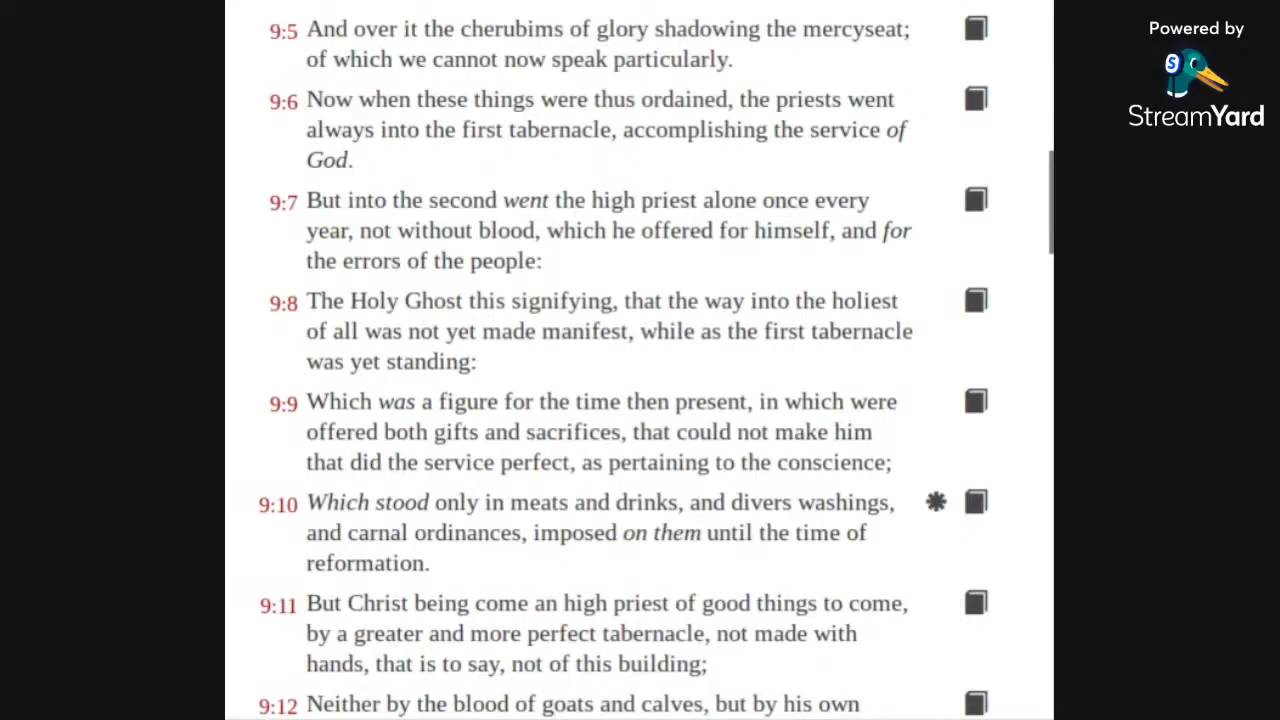 9:5 And over it the cherubims of glory shadowing the mercyseat;
of which we cannot now speak particularly.
9:6 Now when these things were thus ordained, the priests went
always into the first tabernacle, accomplishing the service of
God.
9:7 But into the second went the high priest alone once every
year, not without blood, which he offered for himself, and for
the errors of the people:
9:8 The Holy Ghost this signifying, that the way into the holiest
of all was not yet made manifest, while as the first tabernacle
was yet standing:
9:9 Which was a figure for the time then present, in which were
offered both gifts and sacrifices, that could not make him
that did the service perfect, as pertaining to the conscience;
9:10 Which stood only in meats and drinks, and divers washings, ✱
and carnal ordinances, imposed on them until the time of
reformation.
9:11 But Christ being come an high priest of good things to come,
by a greater and more perfect tabernacle, not made with
hands, that is to say, not of this building;
9:12 Neither by the blood of goats and calves, but by his own
Powered by
S
StreamYard